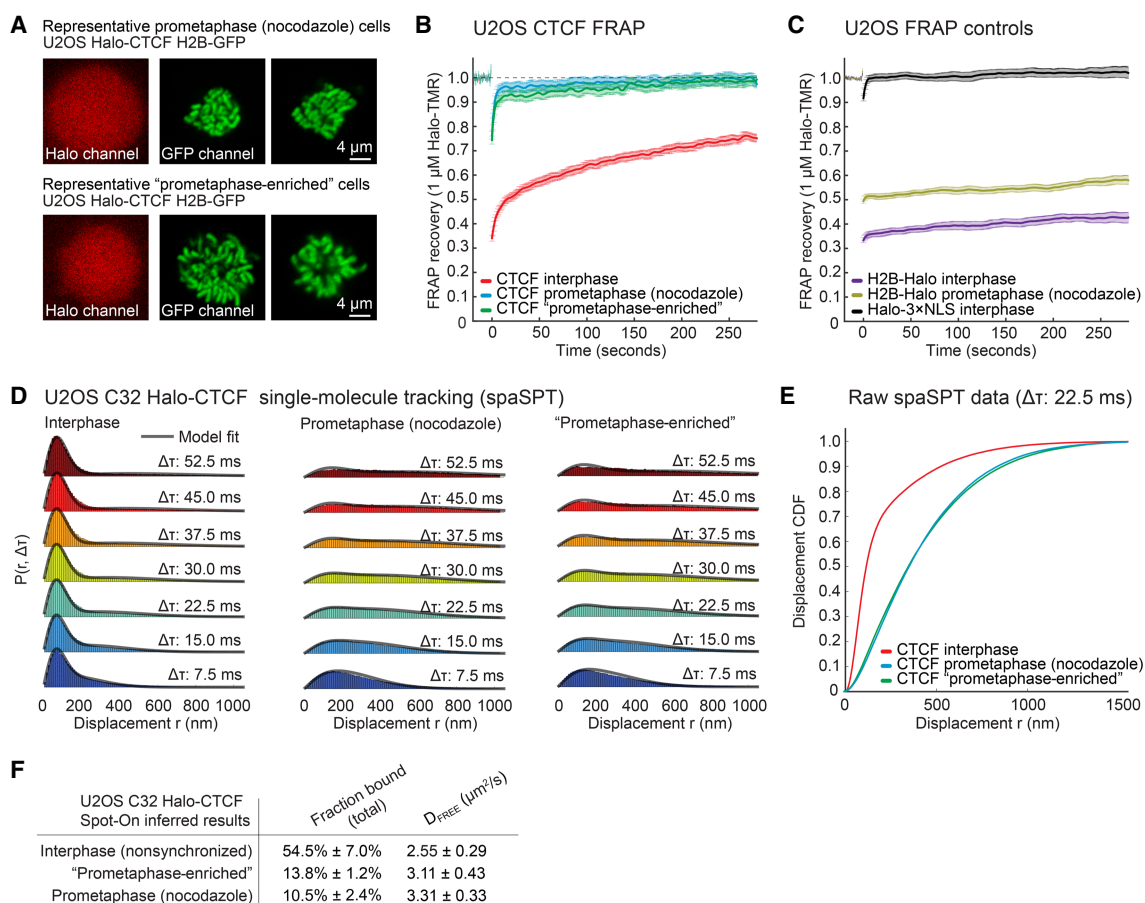 A
Representative prometaphase (nocodazole) cells
U2OS Halo-CTCF H2B-GFP
Halo channel
GFP channel
4 μm
Representative “prometaphase-enriched” cells
U2OS Halo-CTCF H2B-GFP
Halo channel
GFP channel
4 μm
B
U2OS CTCF FRAP
FRAP recovery (1 μM Halo-TMR)
1.0
0.9
0.8
0.7
0.6
0.5
0.4
0.3
0.2
0.1
0
CTCF interphase
CTCF prometaphase (nocodazole)
CTCF “prometaphase-enriched”
0 50 100 150 200 250
Time (seconds)
C
U2OS FRAP controls
FRAP recovery (1 μM Halo-TMR)
1.0
0.9
0.8
0.7
0.6
0.5
0.4
0.3
0.2
0.1
0
H2B-Halo interphase
H2B-Halo prometaphase (nocodazole)
Halo-3×NLS interphase
0 50 100 150 200 250
Time (seconds)
D
U2OS C32 Halo-CTCF single-molecule tracking (spaSPT)
P(r, Δτ)
Interphase
Model fit
Δτ: 52.5 ms
Δτ: 45.0 ms
Δτ: 37.5 ms
Δτ: 30.0 ms
Δτ: 22.5 ms
Δτ: 15.0 ms
Δτ: 7.5 ms
0 200 400 600 800 1000
Displacement r (nm)
Prometaphase (nocodazole)
Δτ: 52.5 ms
Δτ: 45.0 ms
Δτ: 37.5 ms
Δτ: 30.0 ms
Δτ: 22.5 ms
Δτ: 15.0 ms
Δτ: 7.5 ms
0 200 400 600 800 1000
Displacement r (nm)
“Prometaphase-enriched”
Δτ: 52.5 ms
Δτ: 45.0 ms
Δτ: 37.5 ms
Δτ: 30.0 ms
Δτ: 22.5 ms
Δτ: 15.0 ms
Δτ: 7.5 ms
0 200 400 600 800 1000
Displacement r (nm)
E
Raw spaSPT data (Δτ: 22.5 ms)
Displacement CDF
1.0
0.9
0.8
0.7
0.6
0.5
0.4
0.3
0.2
0.1
0
CTCF interphase
CTCF prometaphase (nocodazole)
CTCF “prometaphase-enriched”
0 500 1000 1500
Displacement r (nm)
F
U2OS C32 Halo-CTCF
Spot-On inferred results
Fraction bound
(total)
D_FREE (μm²/s)
Interphase (nonsynchronized) 54.5% ± 7.0% 2.55 ± 0.29
“Prometaphase-enriched” 13.8% ± 1.2% 3.11 ± 0.43
Prometaphase (nocodazole) 10.5% ± 2.4% 3.31 ± 0.33